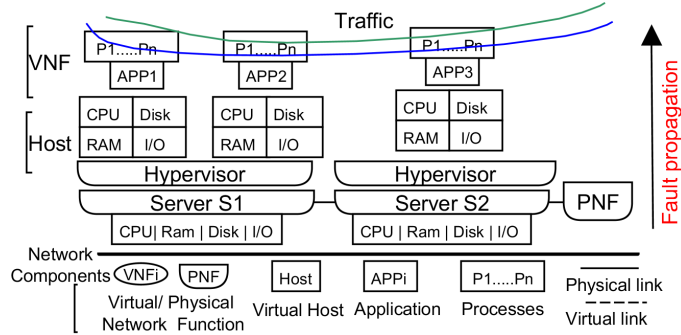 Traffic
VNF
P1.....Pn P1.....Pn P1.....Pn
APP1 APP2 APP3
Host
CPU Disk CPU Disk CPU Disk
RAM I/O RAM I/O RAM I/O
Hypervisor Hypervisor
Server S1 Server S2 PNF
CPU| Ram | Disk | I/O CPU| Ram | Disk | I/O
Fault propagation
Network
Components VNFi PNF Host APPi P1.....Pn Physical link
Virtual/ Physical Virtual Host Application Processes
Network Function Virtual link